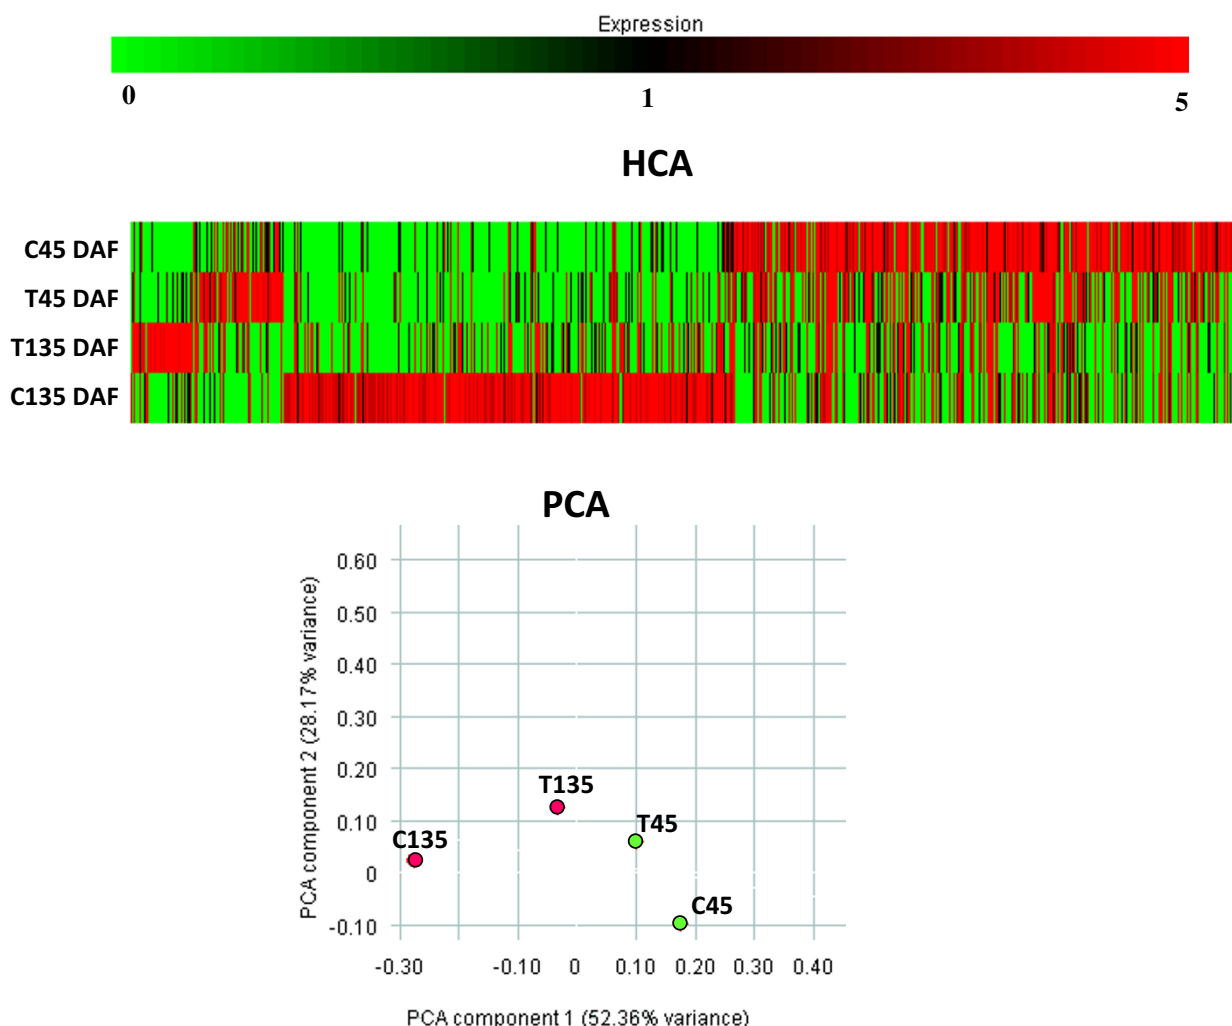 Expression
0 1 5
HCA
C45 DAF
T45 DAF
T135 DAF
C135 DAF
PCA
PCA component 2 (28.17% variance)
0.60
0.50
0.40
0.30
0.20
0.10
0
-0.10
T135
T45
C135
C45
-0.30 -0.10 0 0.10 0.20 0.30 0.40
PCA component 1 (52.36% variance)